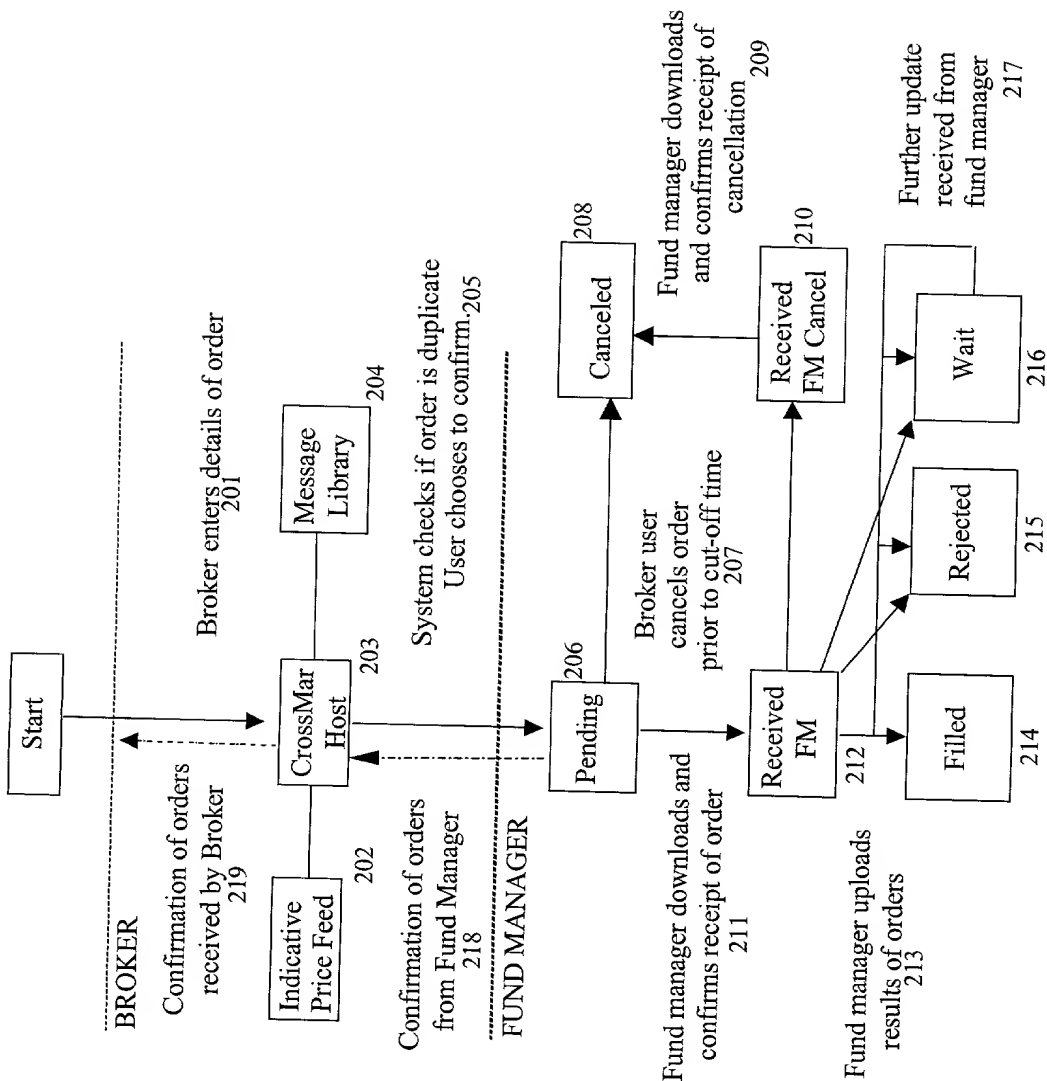 Start
BROKER
Confirmation of orders
received by Broker
219
Broker enters details of order
201
Indicative
Price Feed
202
CrossMar
Host
203
Message
Library
204
Confirmation of orders
from Fund Manager
218
System checks if order is duplicate
User chooses to confirm.
205
FUND MANAGER
Pending
206
Canceled
208
Fund manager downloads and
confirms receipt of order
211
Broker user
cancels order
prior to cut-off time
207
Fund manager downloads
and confirms receipt of
cancellation
209
Received
FM
212
Received
FM Cancel
210
Fund manager uploads
results of orders
213
Further update
received from
fund manager
217
Filled
214
Rejected
215
Wait
216